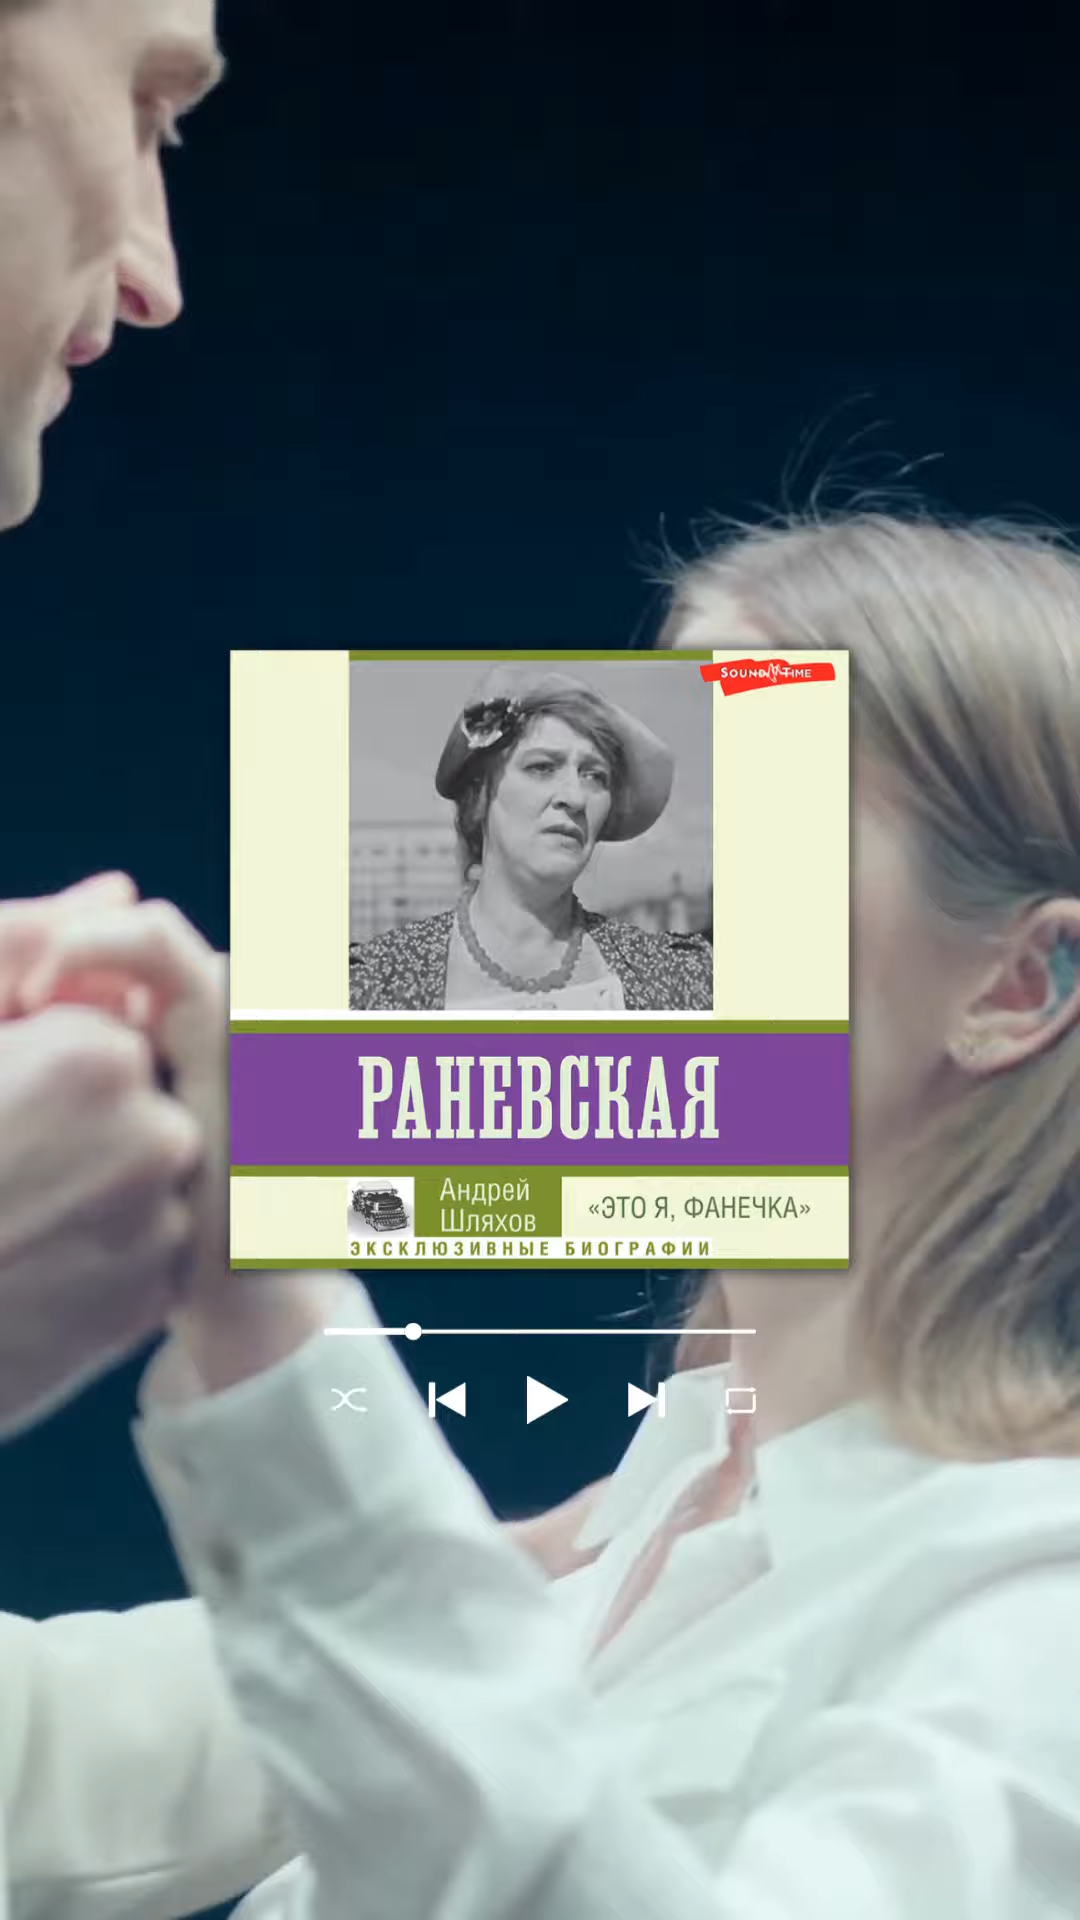 SOUND TIME
РАНЕВСКАЯ
Андрей
Шляхов
«ЭТО Я, ФАНЕЧКА»
ЭКСКЛЮЗИВНЫЕ БИОГРАФИИ